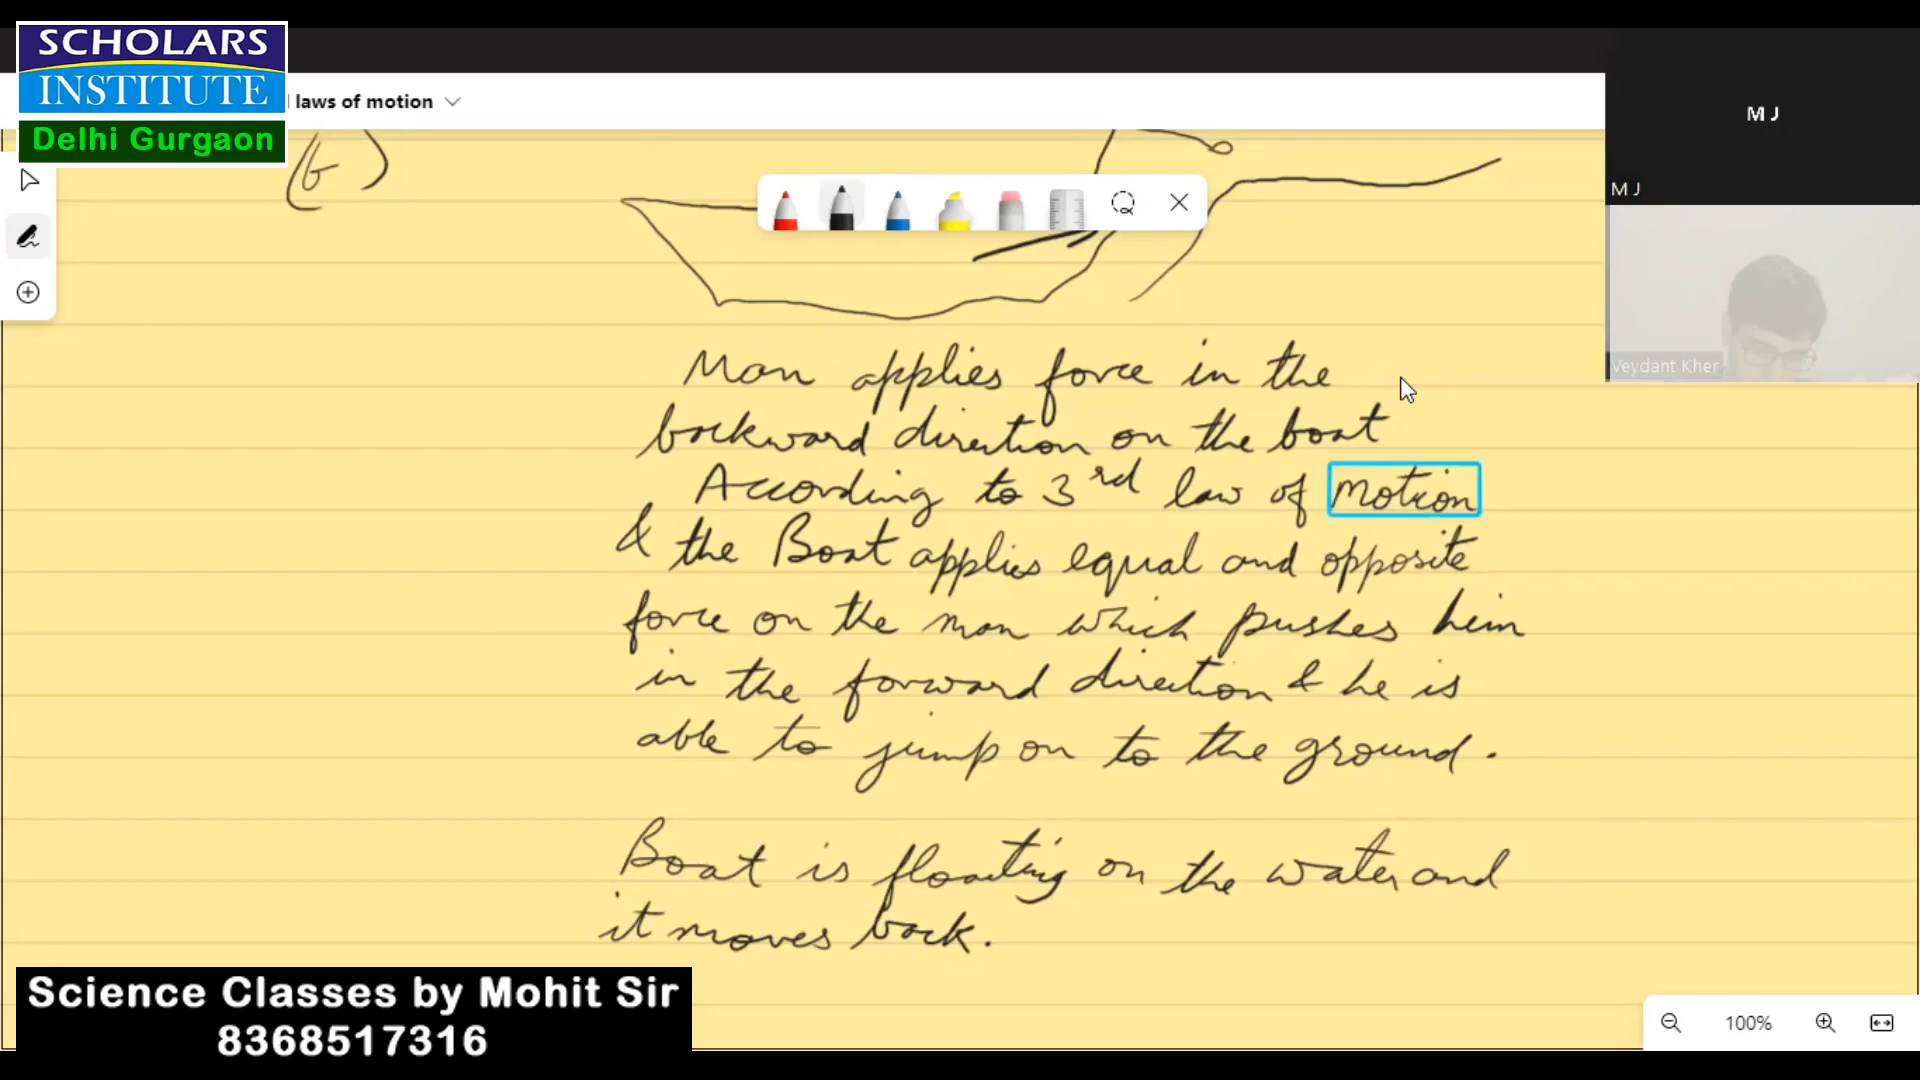 SCHOLARS
INSTITUTE
Delhi Gurgaon
laws of motion
M J
M J
Veydant Kher
Man applies force in the
backward direction on the boat
According to 3rd law of motion
& the Boat applies equal and opposite
force on the man which pushes him
in the forward direction & he is
able to jump on to the ground.
Boat is floating on the water and
it moves back.
Science Classes by Mohit Sir
8368517316
100%